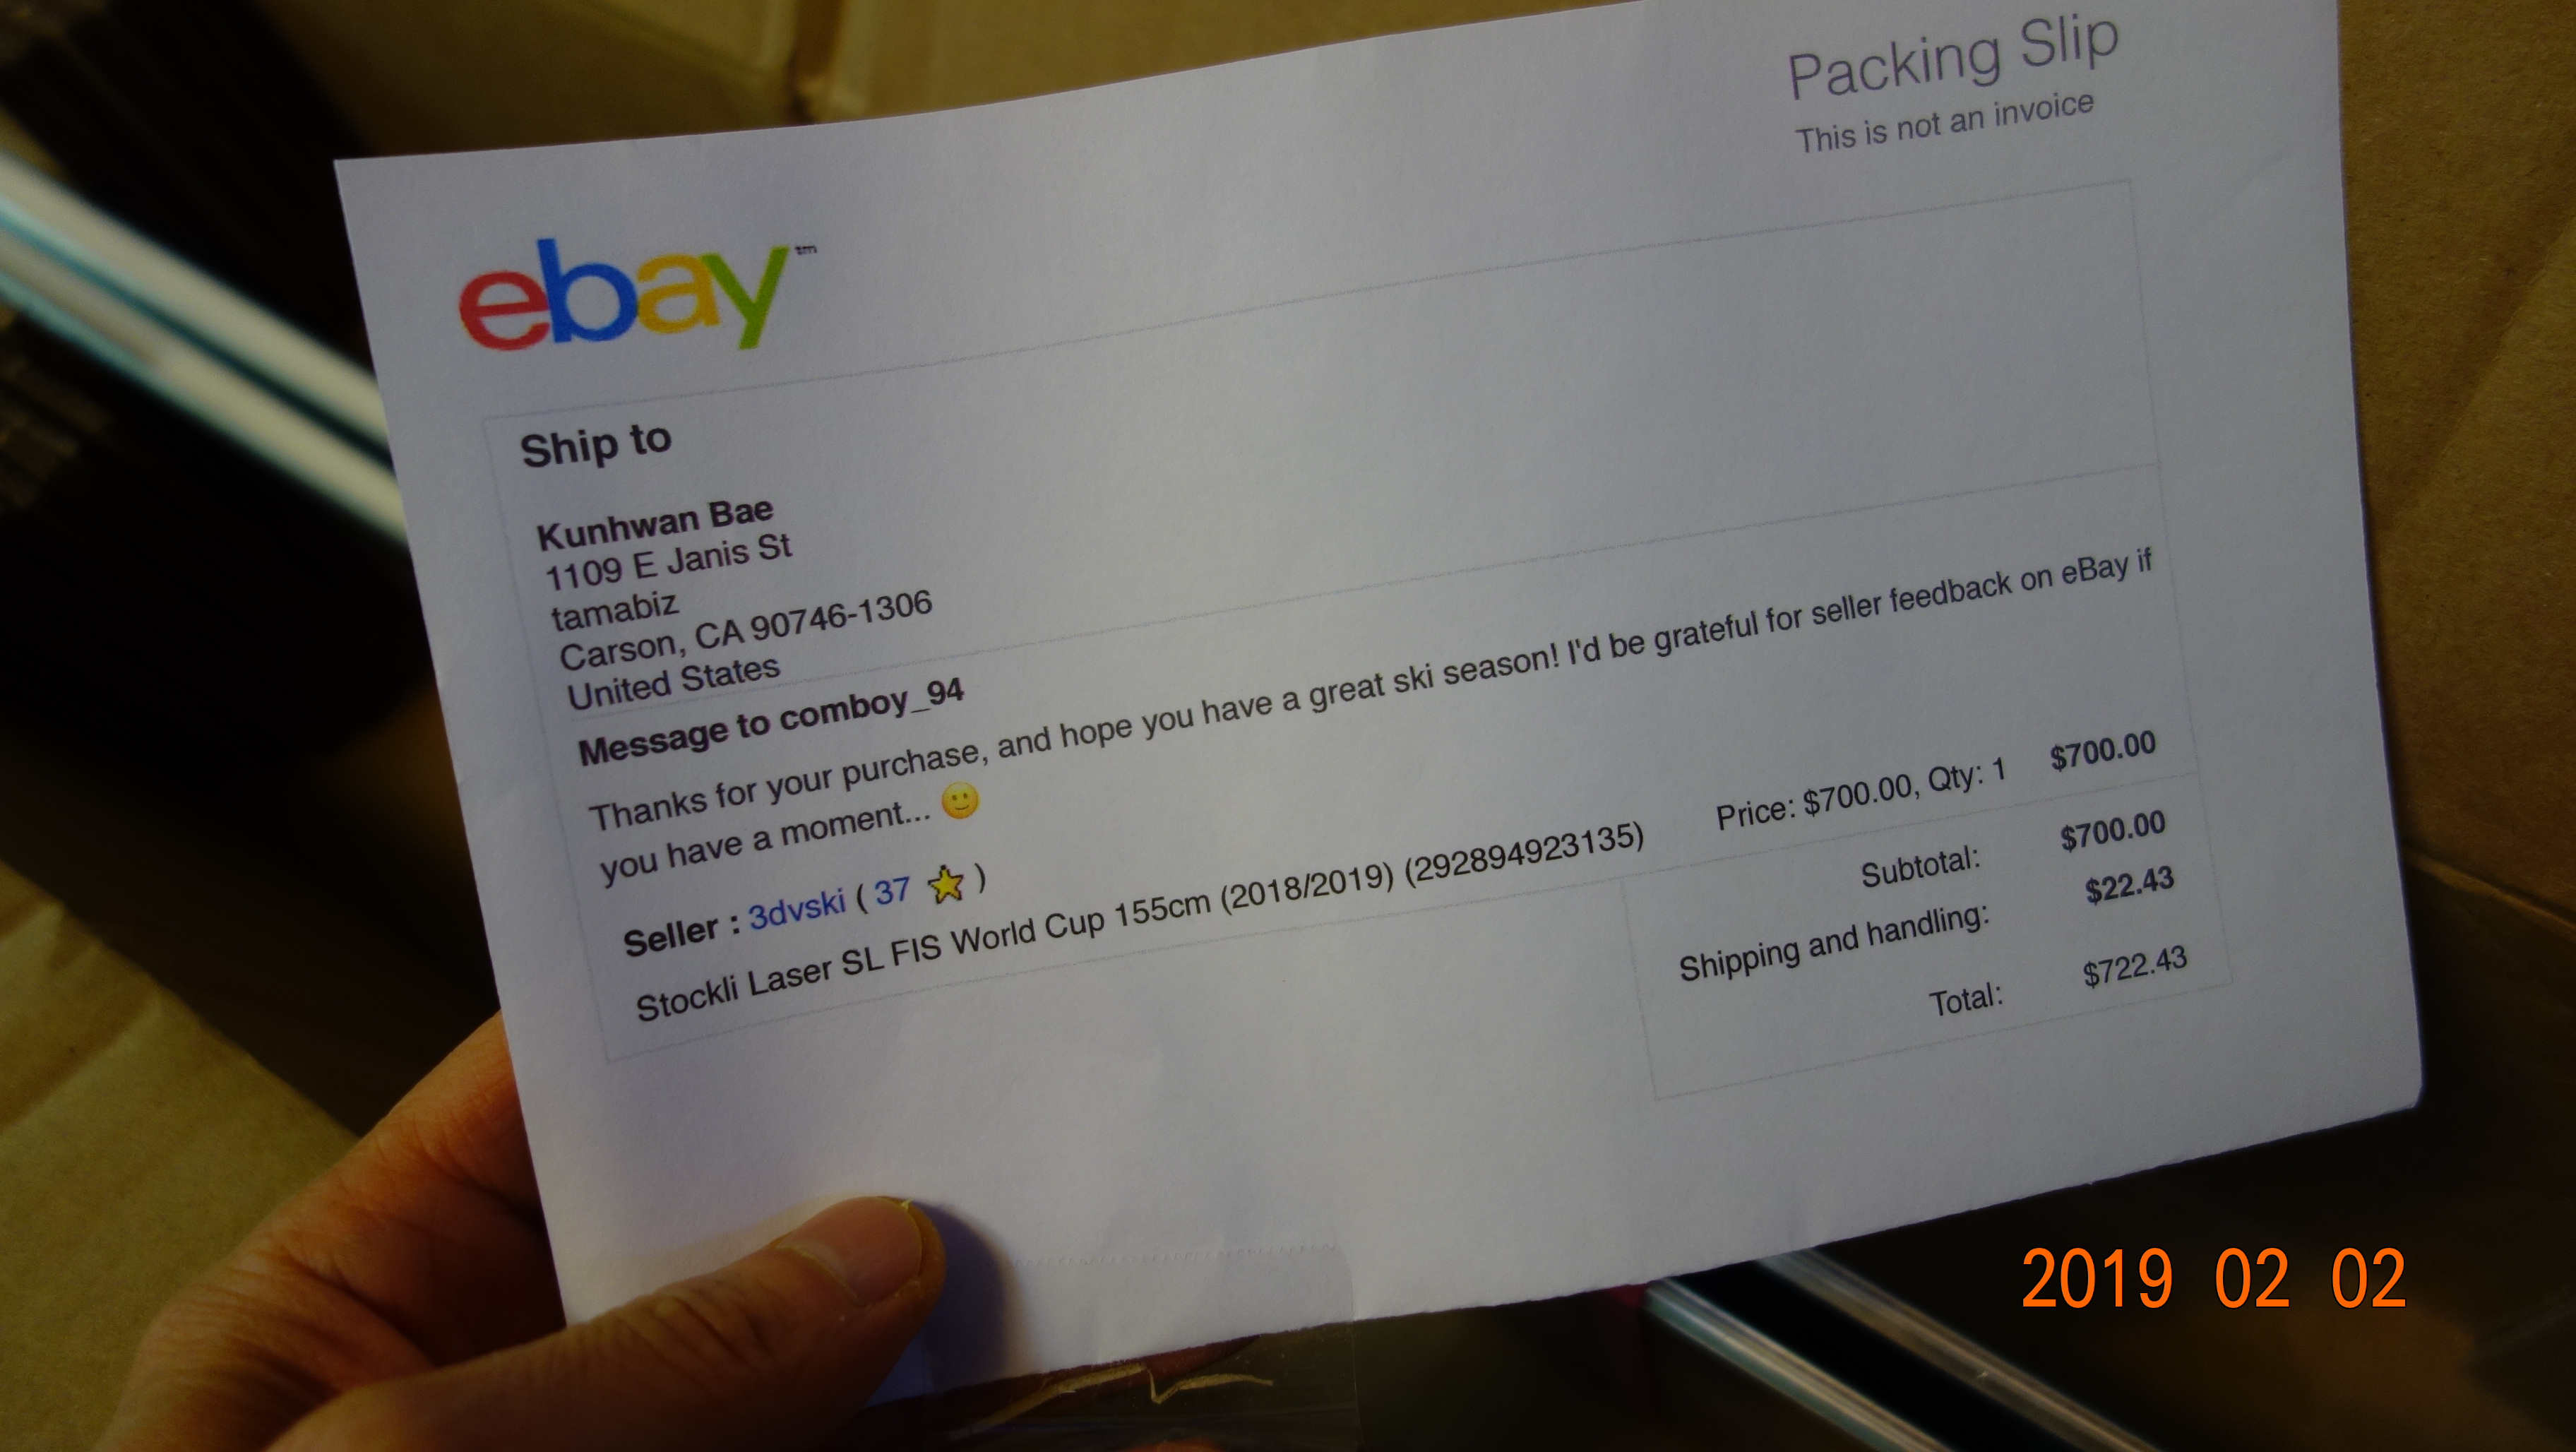 Packing Slip
This is not an invoice
ebay™
Ship to
Kunhwan Bae
1109 E Janis St
tamabiz
Carson, CA 90746-1306
United States
Message to comboy_94
Thanks for your purchase, and hope you have a great ski season! I'd be grateful for seller feedback on eBay if
you have a moment... 🙂
Seller : 3dvski ( 37 ⭐ )
Stockli Laser SL FIS World Cup 155cm (2018/2019) (292894923135) Price: $700.00, Qty: 1 $700.00
Subtotal: $700.00
Shipping and handling: $22.43
Total: $722.43
2019 02 02